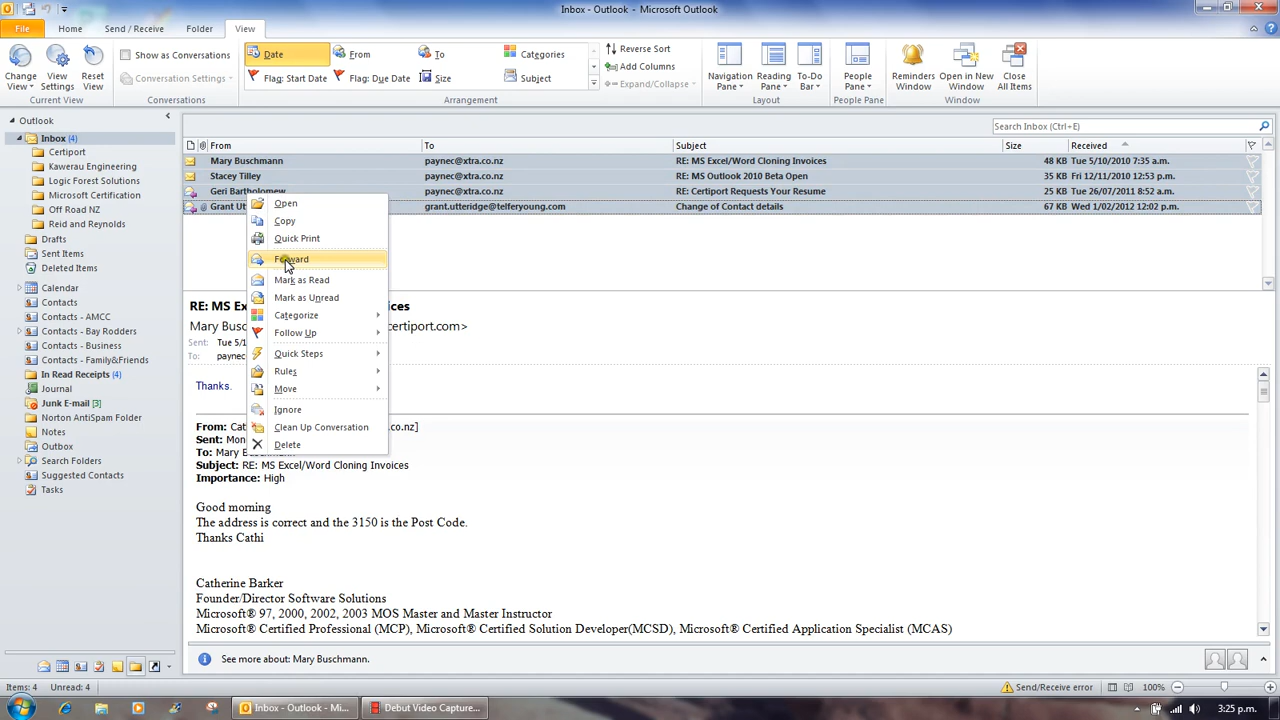 Inbox - Outlook - Microsoft Outlook
File Home Send / Receive Folder View
Change View View Settings Reset View
Show as Conversations
Conversation Settings
Date From To Categories
Flag: Start Date Flag: Due Date Size Subject
Reverse Sort
Add Columns
Expand/Collapse
Navigation Pane Reading Pane To-Do Bar People Pane Reminders Window Open in New Window Close All Items
Current View Conversations Arrangement Layout People Pane Window
Outlook
Inbox (4)
Certiport
Kawerau Engineering
Logic Forest Solutions
Microsoft Certification
Off Road NZ
Reid and Reynolds
Drafts
Sent Items
Deleted Items
Calendar
Contacts
Contacts - AMCC
Contacts - Bay Rodders
Contacts - Business
Contacts - Family&Friends
In Read Receipts (4)
Journal
Junk E-mail [3]
Norton AntiSpam Folder
Notes
Outbox
Search Folders
Suggested Contacts
Tasks
Search Inbox (Ctrl+E)
From To Subject Size Received
Mary Buschmann paynec@xtra.co.nz RE: MS Excel/Word Cloning Invoices 48 KB Tue 5/10/2010 7:35 a.m.
Stacey Tilley paynec@xtra.co.nz RE: MS Outlook 2010 Beta Open 35 KB Fri 12/11/2010 5:13 p.m.
Geri Bartholomew paynec@xtra.co.nz RE: Certiport Requests Your Resume 25 KB Tue 26/07/2011 8:52 a.m.
Grant Ut grant.utteridge@telferyoung.com Change of Contact details 67 KB Wed 1/02/2012 12:02 p.m.
Open
Copy
Quick Print
Forward
Mark as Read
Mark as Unread
Categorize
Follow Up
Quick Steps
Rules
Move
Ignore
Clean Up Conversation
Delete
RE: MS Ex ices
Mary Busc certiport.com>
Sent: Tue 5/1
To: payne
Thanks.
From: Cat .co.nz]
Sent: Mon
To: Mary B
Subject: RE: MS Excel/Word Cloning Invoices
Importance: High
Good morning
The address is correct and the 3150 is the Post Code.
Thanks Cathi
Catherine Barker
Founder/Director Software Solutions
Microsoft® 97, 2000, 2002, 2003 MOS Master and Master Instructor
Microsoft® Certified Professional (MCP), Microsoft® Certified Solution Developer(MCSD), Microsoft® Certified Application Specialist (MCAS)
See more about: Mary Buschmann.
Items: 4 Unread: 4 Send/Receive error 100%
Inbox - Outlook - Mi... Debut Video Capture... 3:25 p.m.